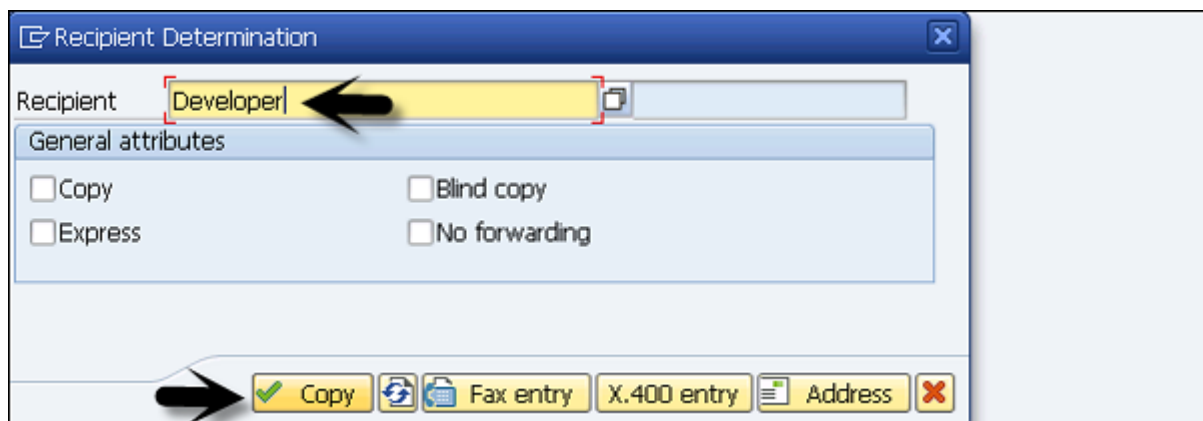 Recipient Determination
Recipient Developer
General attributes
Copy Blind copy
Express No forwarding
Copy Fax entry X.400 entry Address